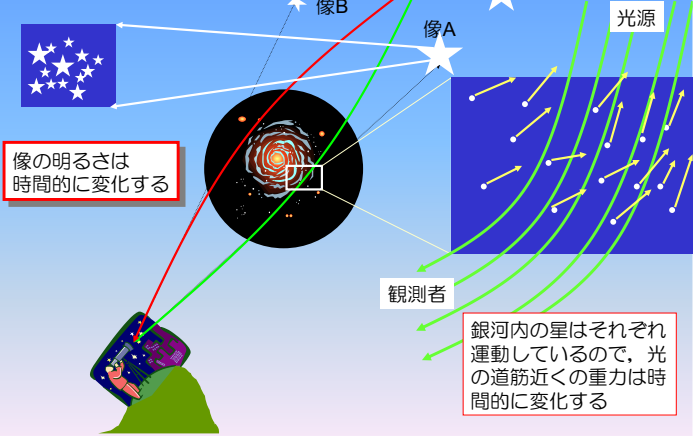 像B
光源
像A
像の明るさは
時間的に変化する
観測者
銀河内の星はそれぞれ
運動しているので，光
の道筋近くの重力は時
間的に変化する